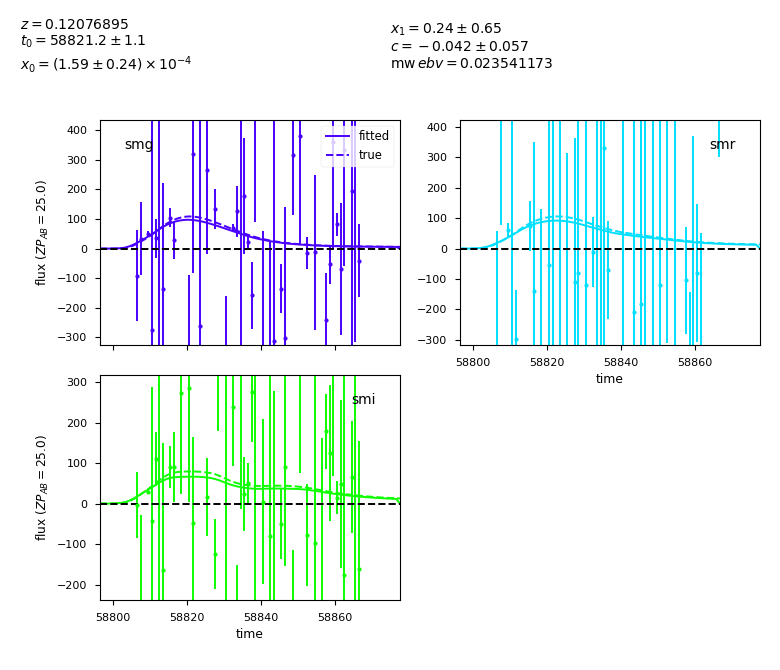 z = 0.12076895
t₀ = 58821.2 ± 1.1
x₀ = (1.59 ± 0.24) × 10⁻⁴
x₁ = 0.24 ± 0.65
c = −0.042 ± 0.057
mw ebv = 0.023541173
smg
fitted
true
400
300
200
100
0
−100
−200
−300
flux (ZP_AB = 25.0)
smr
400
300
200
100
0
−100
−200
−300
58800
58820
58840
58860
time
smi
300
200
100
0
−100
−200
flux (ZP_AB = 25.0)
58800
58820
58840
58860
time